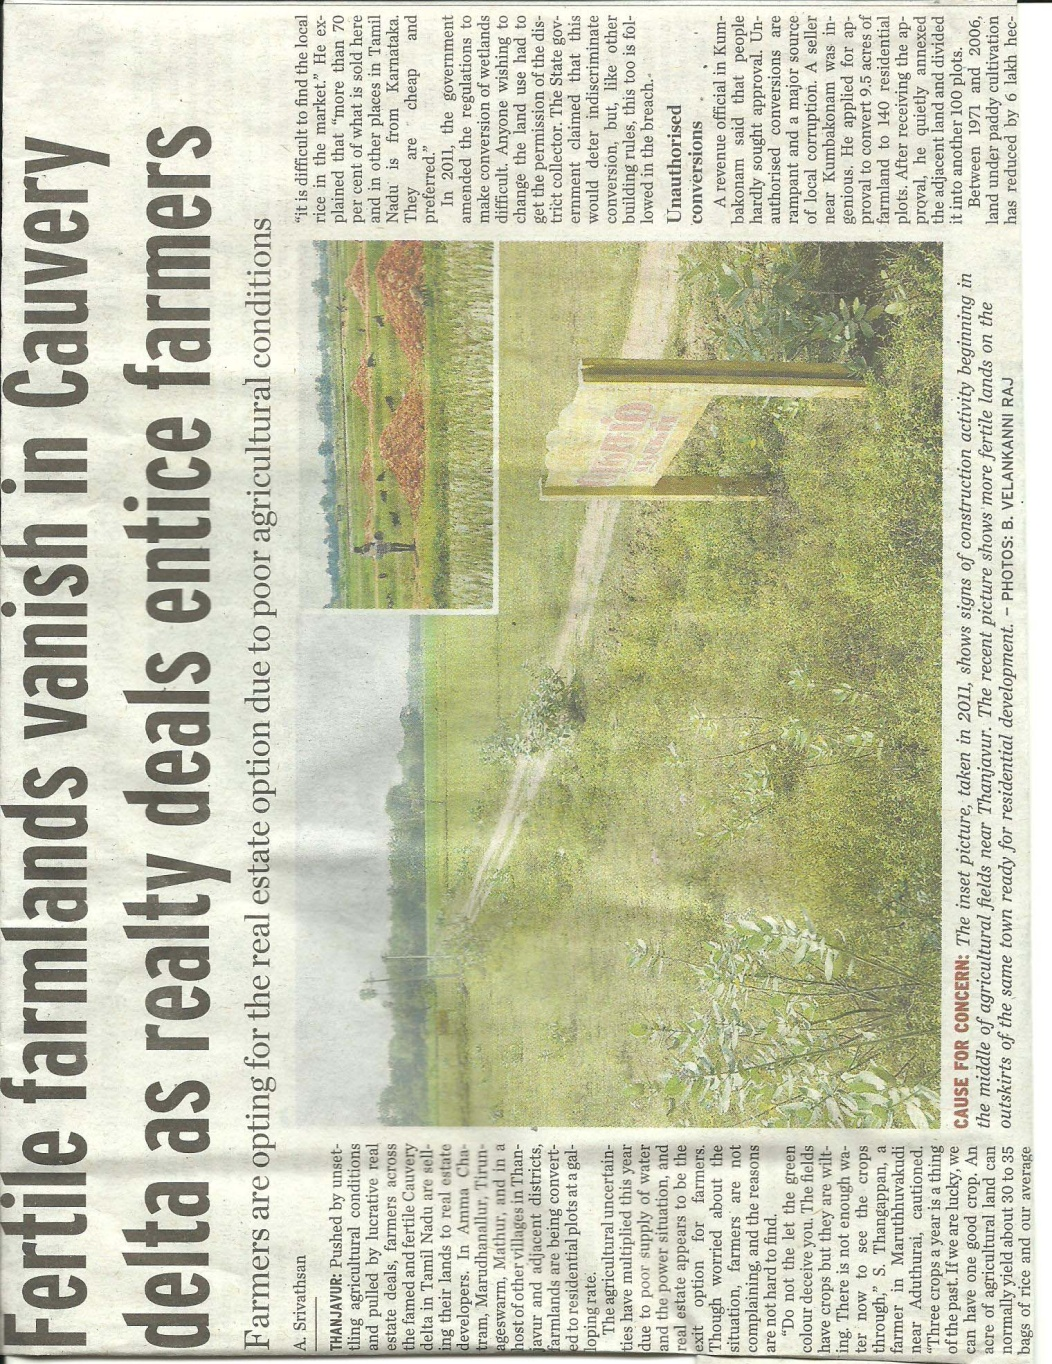 Fertile farmlands vanish in Cauvery
delta as realty deals entice farmers
Farmers are opting for the real estate option due to poor agricultural conditions
A. Srivathsan
THANJAVUR: Pushed by unset-
tling agricultural conditions
and pulled by lucrative real
estate deals, farmers across
the famed and fertile Cauvery
delta in Tamil Nadu are sell-
ing their lands to real estate
developers. In Amma Cha-
tram, Marudhanallur, Tirun-
ageswarm, Mathur, and in a
host of other villages in Than-
javur and adjacent districts,
farmlands are being convert-
ed to residential plots at a gal-
loping rate.
The agricultural uncertain-
ties have multiplied this year
due to poor supply of water
and the power situation, and
real estate appears to be the
exit option for farmers.
Though worried about the
situation, farmers are not
complaining, and the reasons
are not hard to find.
"Do not the let the green
colour deceive you. The fields
have crops but they are wilt-
ing. There is not enough wa-
ter now to see the crops
through," S. Thangappan, a
farmer in Maruthhuvakudi
near Aduthurai, cautioned.
"Three crops a year is a thing
of the past. If we are lucky, we
can have one good crop. An
acre of agricultural land can
normally yield about 30 to 35
bags of rice and our average
CAUSE FOR CONCERN: The inset picture, taken in 2011, shows signs of construction activity beginning in
the middle of agricultural fields near Thanjavur. The recent picture shows more fertile lands on the
outskirts of the same town ready for residential development. – PHOTOS: B. VELANKANNI RAJ
"it is difficult to find the local
rice in the market." He ex-
plained that "more than 70
per cent of what is sold here
and in other places in Tamil
Nadu is from Karnataka.
They are cheap and
preferred."
In 2011, the government
amended the regulations to
make conversion of wetlands
difficult. Anyone wishing to
change the land use had to
get the permission of the dis-
trict collector. The State gov-
ernment claimed that this
would deter indiscriminate
conversion, but, like other
building rules, this too is fol-
lowed in the breach.
Unauthorised
conversions
A revenue official in Kum-
bakonam said that people
hardly sought approval. Un-
authorised conversions are
rampant and a major source
of local corruption. A seller
near Kumbakonam was in-
genious. He applied for ap-
proval to convert 9.5 acres of
farmland to 140 residential
plots. After receiving the ap-
proval, he quietly annexed
the adjacent land and divided
it into another 100 plots.
Between 1971 and 2006,
land under paddy cultivation
has reduced by 6 lakh hec-